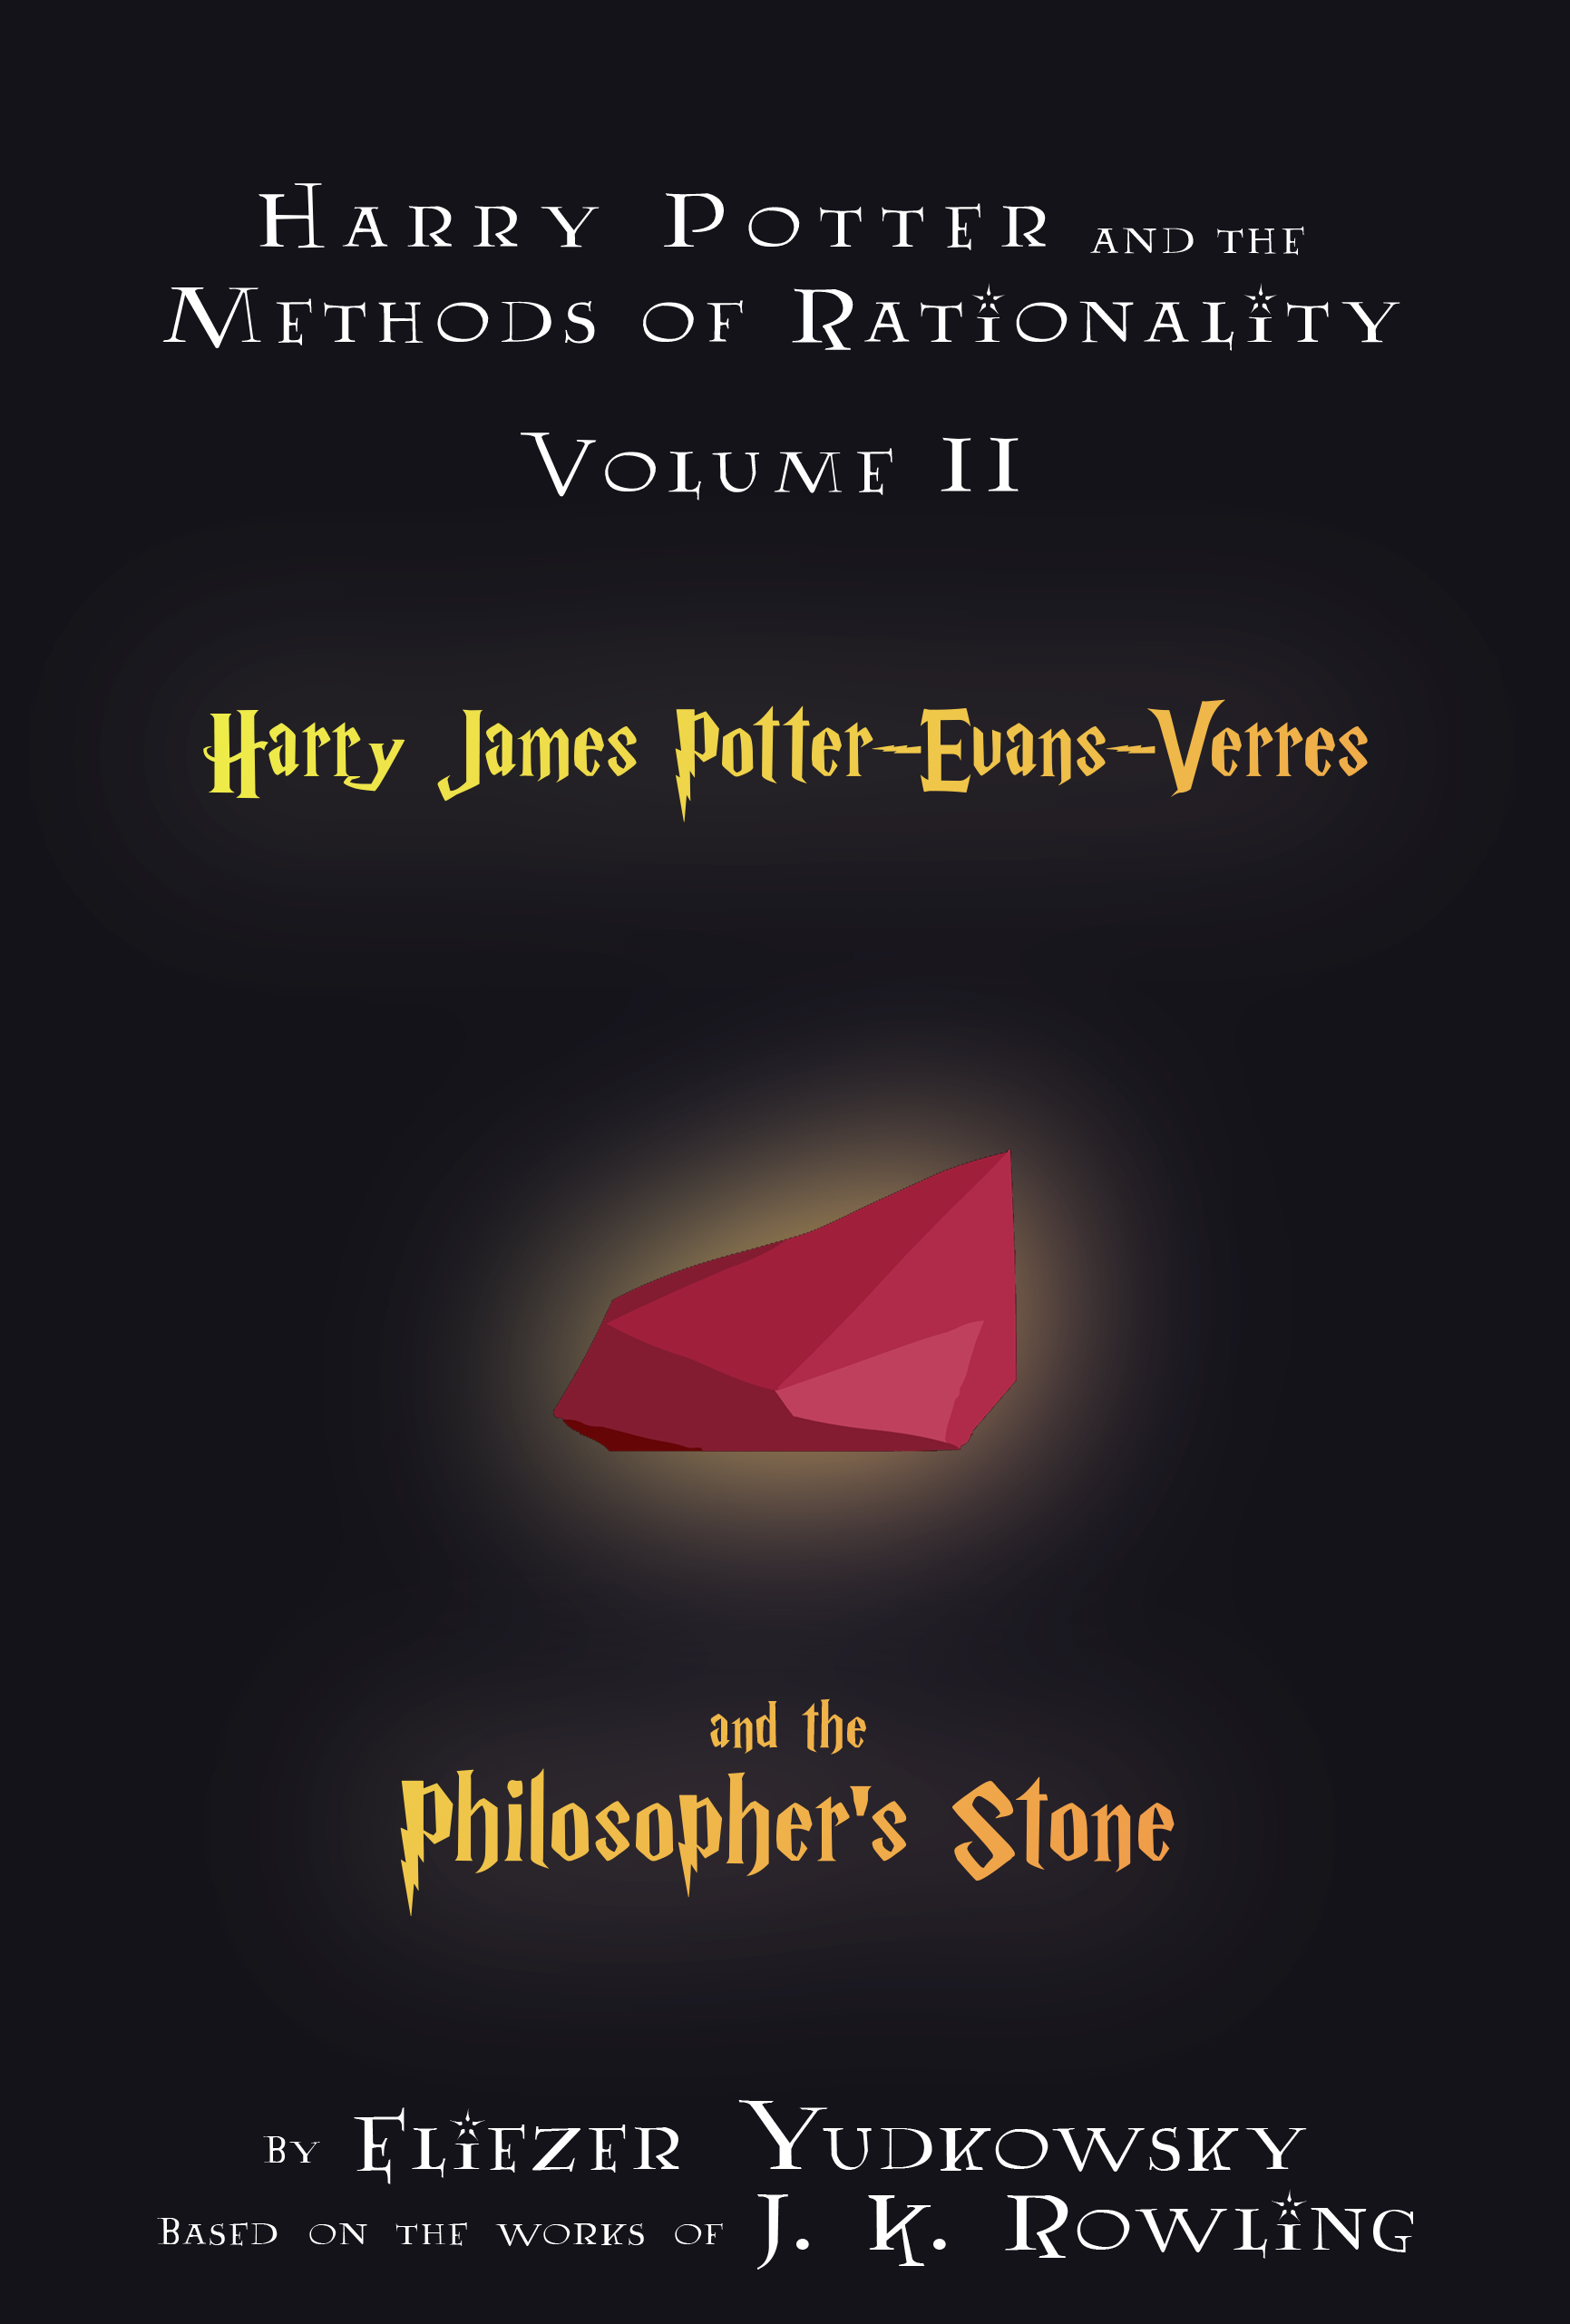 Harry Potter and the
Methods of Rationality
Volume II
Harry James Potter-Evans-Verres
and the
Philosopher's Stone
by Eliezer Yudkowsky
Based on the works of J. K. Rowling